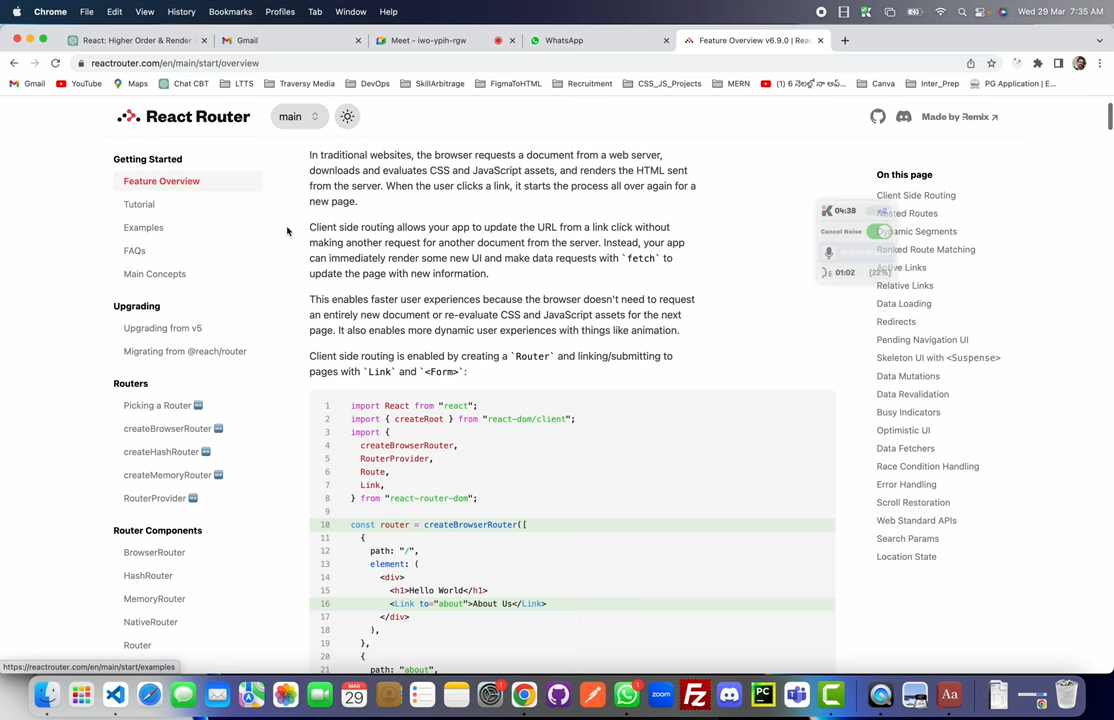 Chrome File Edit View History Bookmarks Profiles Tab Window Help Wed 29 Mar 7:35 AM
React: Higher Order & Render Gmail Meet - iwo-ypih-rgw WhatsApp Feature Overview v6.9.0 | Rea
reactrouter.com/en/main/start/overview
Gmail YouTube Maps Chat CBT LTTS Traversy Media DevOps SkillArbitrage FigmaToHTML Recruitment CSS_JS_Projects MERN (1) 6 నెలల్లో నా అప్... Canva Inter_Prep PG Application | E...
React Router main Made by Remix
Getting Started
Feature Overview
Tutorial
Examples
FAQs
Main Concepts
Upgrading
Upgrading from v5
Migrating from @reach/router
Routers
Picking a Router
createBrowserRouter
createHashRouter
createMemoryRouter
RouterProvider
Router Components
BrowserRouter
HashRouter
MemoryRouter
NativeRouter
Router
In traditional websites, the browser requests a document from a web server,
downloads and evaluates CSS and JavaScript assets, and renders the HTML sent
from the server. When the user clicks a link, it starts the process all over again for a
new page.
Client side routing allows your app to update the URL from a link click without
making another request for another document from the server. Instead, your app
can immediately render some new UI and make data requests with `fetch` to
update the page with new information.
This enables faster user experiences because the browser doesn't need to request
an entirely new document or re-evaluate CSS and JavaScript assets for the next
page. It also enables more dynamic user experiences with things like animation.
Client side routing is enabled by creating a `Router` and linking/submitting to
pages with `Link` and `<Form>`:
1 import React from "react";
2 import { createRoot } from "react-dom/client";
3 import {
4 createBrowserRouter,
5 RouterProvider,
6 Route,
7 Link,
8 } from "react-router-dom";
9
10 const router = createBrowserRouter([
11 {
12 path: "/",
13 element: (
14 <div>
15 <h1>Hello World</h1>
16 <Link to="about">About Us</Link>
17 </div>
18 ),
19 },
20 {
21 path: "about",
On this page
Client Side Routing
Nested Routes
Dynamic Segments
Ranked Route Matching
Active Links
Relative Links
Data Loading
Redirects
Pending Navigation UI
Skeleton UI with <Suspense>
Data Mutations
Data Revalidation
Busy Indicators
Optimistic UI
Data Fetchers
Race Condition Handling
Error Handling
Scroll Restoration
Web Standard APIs
Search Params
Location State
04:38
Cancel Noise
01:02 (22%)
https://reactrouter.com/en/main/start/examples
MAR
29
1
1
zoom
Fz
PC
Aa